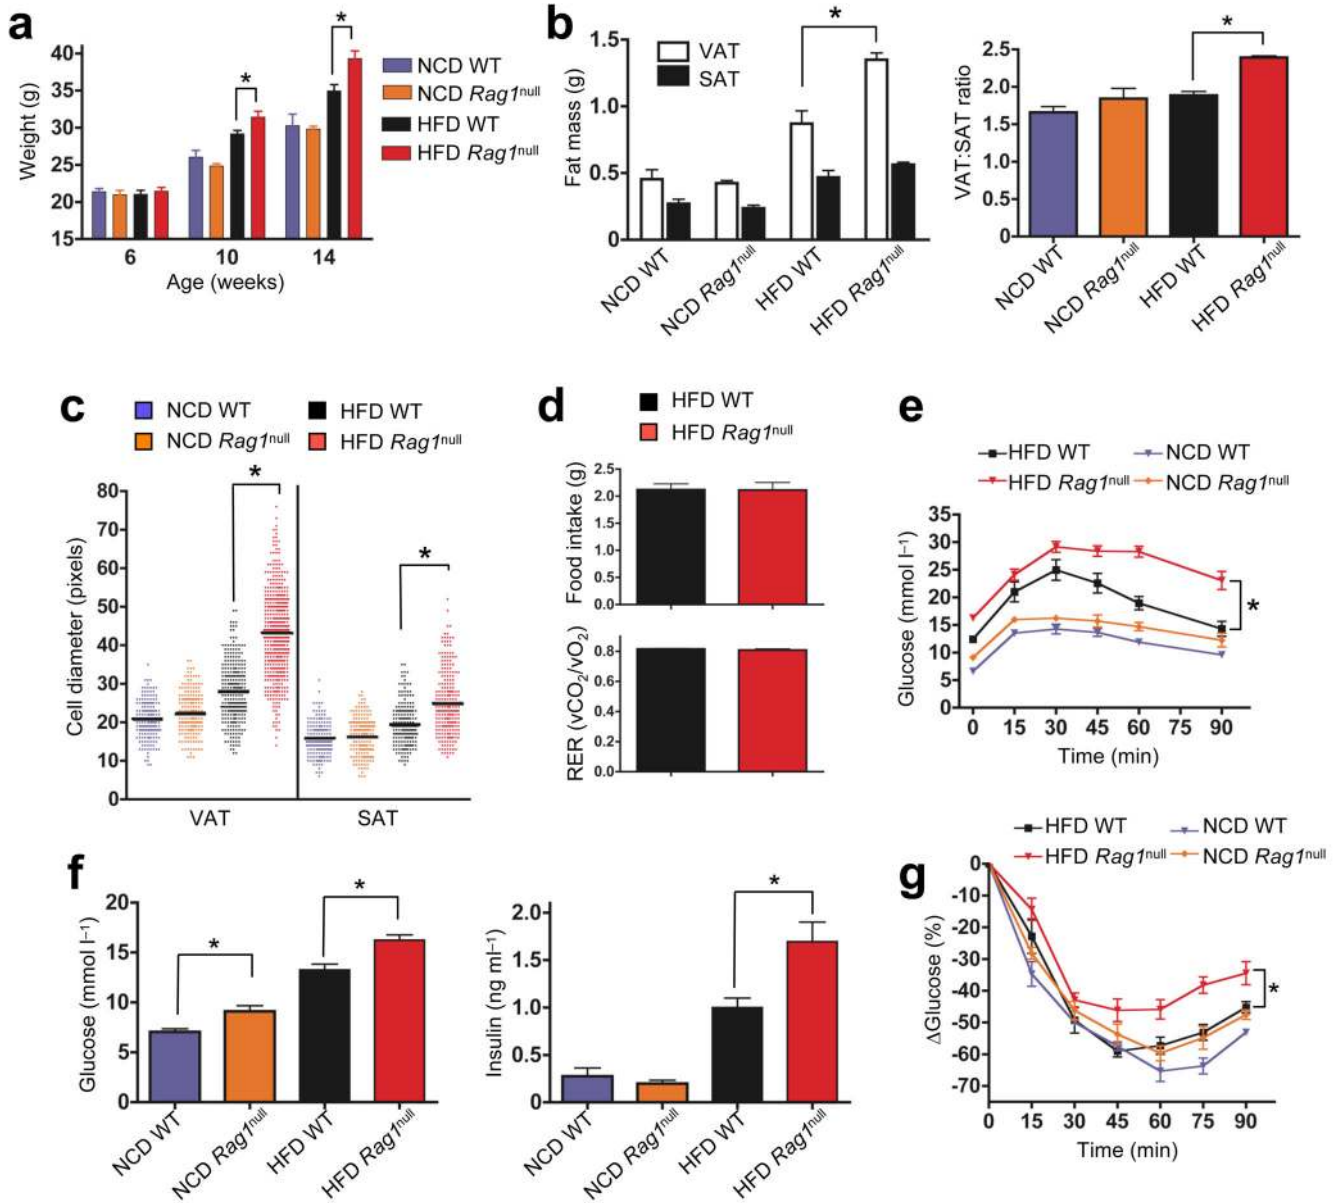 a
*
*
40
35
30
25
20
15
Weight (g)
6 10 14
Age (weeks)
NCD WT
NCD Rag1null
HFD WT
HFD Rag1null
b
*
VAT
SAT
1.5
1.0
0.5
0
Fat mass (g)
NCD WT
NCD Rag1null
HFD WT
HFD Rag1null
*
2.5
2.0
1.5
1.0
0.5
0
VAT:SAT ratio
NCD WT
NCD Rag1null
HFD WT
HFD Rag1null
c
NCD WT HFD WT
NCD Rag1null HFD Rag1null
*
*
80
70
60
50
40
30
20
10
0
Cell diameter (pixels)
VAT SAT
d
HFD WT
HFD Rag1null
2.5
2.0
1.5
1.0
0.5
0.0
Food intake (g)
0.8
0.6
0.4
0.2
0.0
RER (vCO₂/vO₂)
e
HFD WT NCD WT
HFD Rag1null NCD Rag1null
35
30
25
20
15
10
5
0
Glucose (mmol l⁻¹)
*
0 15 30 45 60 75 90
Time (min)
f
*
*
20
15
10
5
0
Glucose (mmol l⁻¹)
NCD WT
NCD Rag1null
HFD WT
HFD Rag1null
*
2.0
1.5
1.0
0.5
0
Insulin (ng ml⁻¹)
NCD WT
NCD Rag1null
HFD WT
HFD Rag1null
g
HFD WT NCD WT
HFD Rag1null NCD Rag1null
0
-10
-20
-30
-40
-50
-60
-70
ΔGlucose (%)
*
0 15 30 45 60 75 90
Time (min)